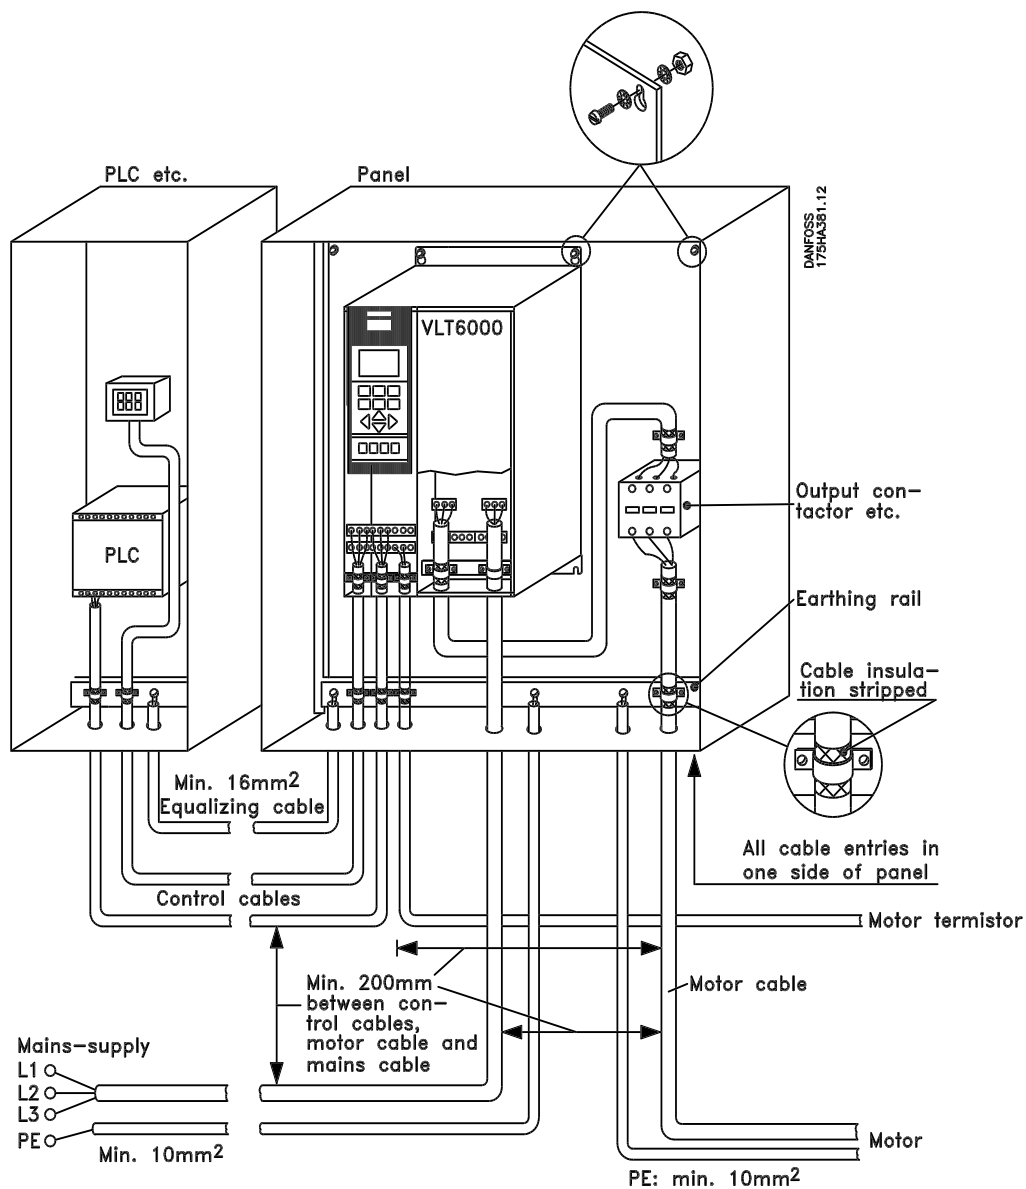 PLC etc.
Panel
DANFOSS
175HA381.12
VLT6000
PLC
Output con-
tactor etc.
Earthing rail
Cable insula-
tion stripped
Min. 16mm2
Equalizing cable
All cable entries in
one side of panel
Control cables
Motor termistor
Min. 200mm
between con-
trol cables,
motor cable and
mains cable
Motor cable
Mains-supply
L1
L2
L3
PE
Min. 10mm2
Motor
PE: min. 10mm2